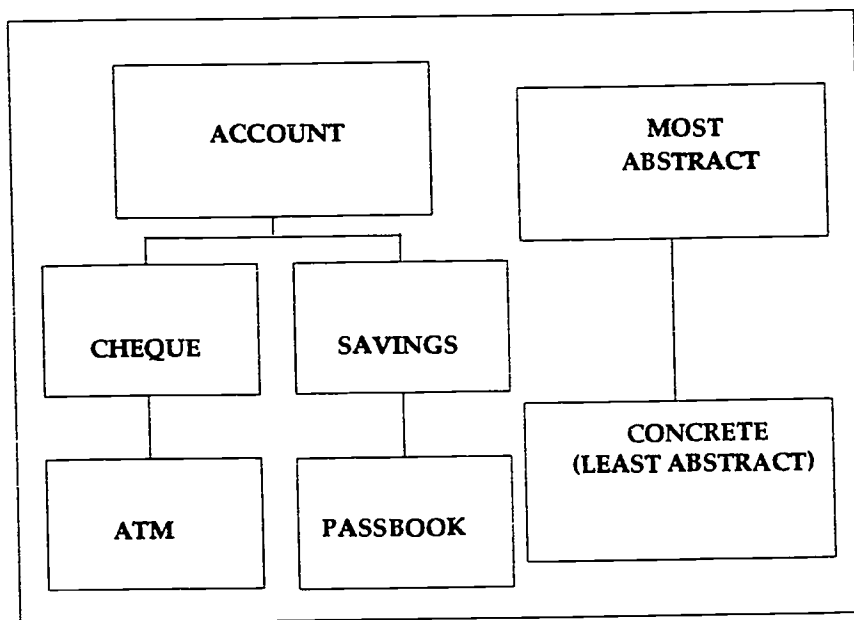 ACCOUNT
MOST
ABSTRACT
CHEQUE
SAVINGS
CONCRETE
(LEAST ABSTRACT)
ATM
PASSBOOK